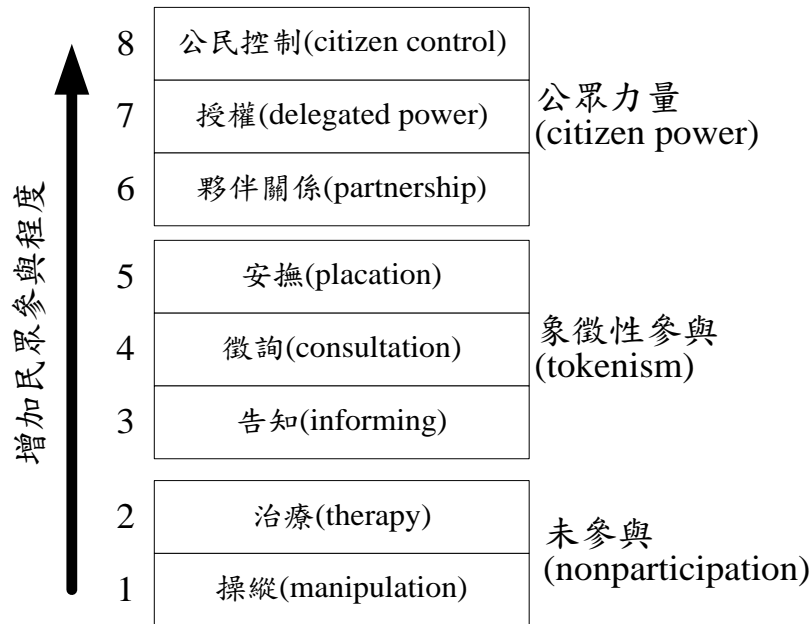 8 公民控制(citizen control)
7 授權(delegated power)
6 夥伴關係(partnership)
公眾力量
(citizen power)
5 安撫(placation)
4 徵詢(consultation)
3 告知(informing)
象徵性參與
(tokenism)
2 治療(therapy)
1 操縱(manipulation)
未參與
(nonparticipation)
增加民眾參與程度